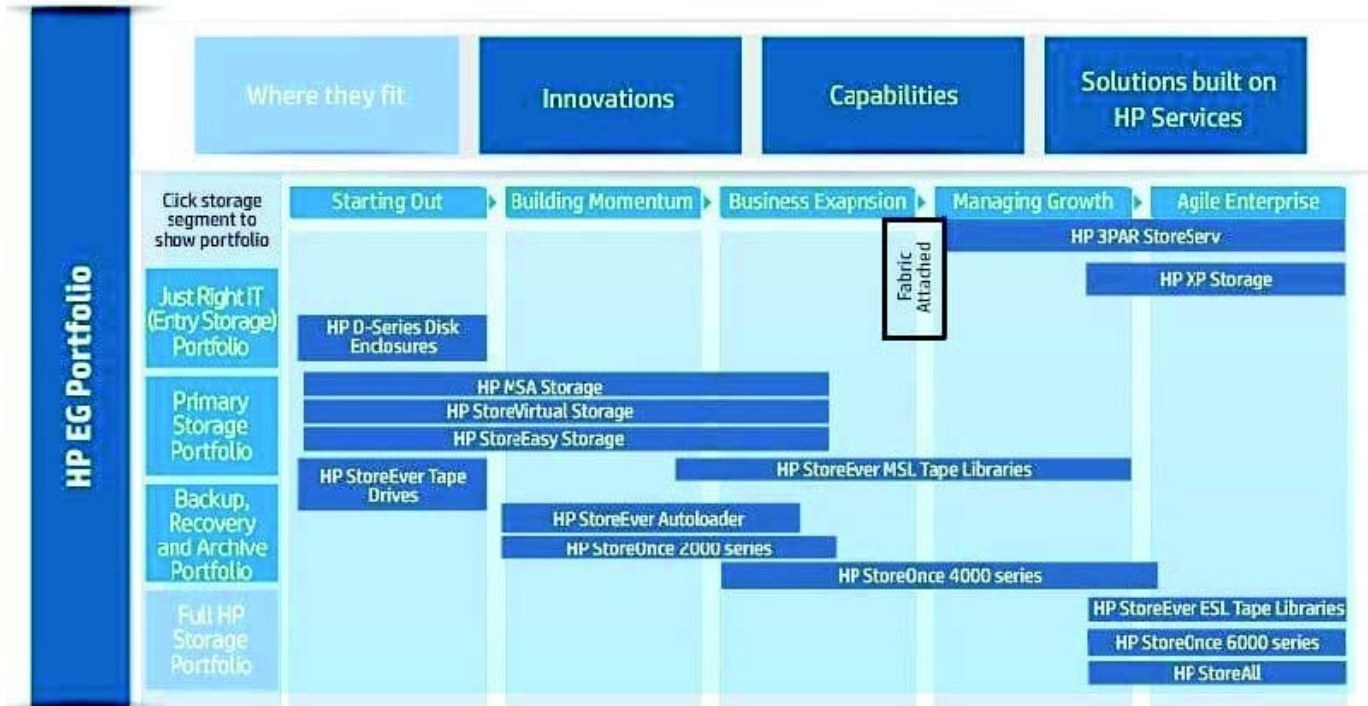 HP EG Portfolio
Where they fit
Innovations
Capabilities
Solutions built on
HP Services
Click storage
segment to
show portfolio
Starting Out
Building Momentum
Business Exapnsion
Managing Growth
Agile Enterprise
Just Right IT
(Entry Storage)
Portfolio
Primary
Storage
Portfolio
Backup,
Recovery
and Archive
Portfolio
Full HP
Storage
Portfolio
Fabric
Attached
HP 3PAR StoreServ
HP XP Storage
HP D-Series Disk
Enclosures
HP MSA Storage
HP StoreVirtual Storage
HP StoreEasy Storage
HP StoreEver MSL Tape Libraries
HP StoreEver Tape
Drives
HP StoreEver Autoloader
HP StoreOnce 2000 series
HP StoreOnce 4000 series
HP StoreEver ESL Tape Libraries
HP StoreOnce 6000 series
HP StoreAll